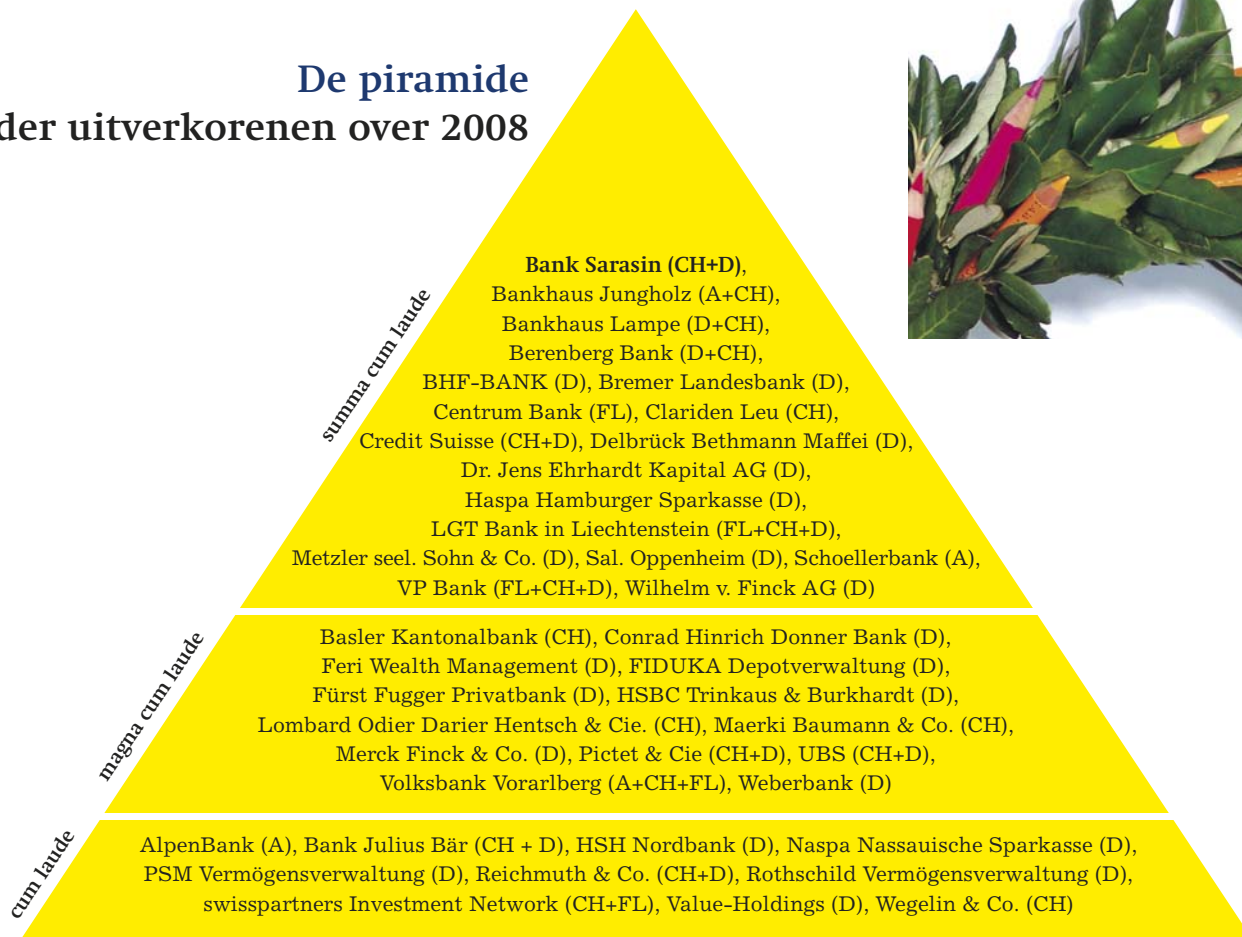 De piramide
der uitverkorenen over 2008
summa cum laude
Bank Sarasin (CH+D),
Bankhaus Jungholz (A+CH),
Bankhaus Lampe (D+CH),
Berenberg Bank (D+CH),
BHF-BANK (D), Bremer Landesbank (D),
Centrum Bank (FL), Clariden Leu (CH),
Credit Suisse (CH+D), Delbrück Bethmann Maffei (D),
Dr. Jens Ehrhardt Kapital AG (D),
Haspa Hamburger Sparkasse (D),
LGT Bank in Liechtenstein (FL+CH+D),
Metzler seel. Sohn & Co. (D), Sal. Oppenheim (D), Schoellerbank (A),
VP Bank (FL+CH+D), Wilhelm v. Finck AG (D)
magna cum laude
Basler Kantonalbank (CH), Conrad Hinrich Donner Bank (D),
Feri Wealth Management (D), FIDUKA Depotverwaltung (D),
Fürst Fugger Privatbank (D), HSBC Trinkaus & Burkhardt (D),
Lombard Odier Darier Hentsch & Cie. (CH), Maerki Baumann & Co. (CH),
Merck Finck & Co. (D), Pictet & Cie (CH+D), UBS (CH+D),
Volksbank Vorarlberg (A+CH+FL), Weberbank (D)
cum laude
AlpenBank (A), Bank Julius Bär (CH + D), HSH Nordbank (D), Naspa Nassauische Sparkasse (D),
PSM Vermögensverwaltung (D), Reichmuth & Co. (CH+D), Rothschild Vermögensverwaltung (D),
swisspartners Investment Network (CH+FL), Value-Holdings (D), Wegelin & Co. (CH)